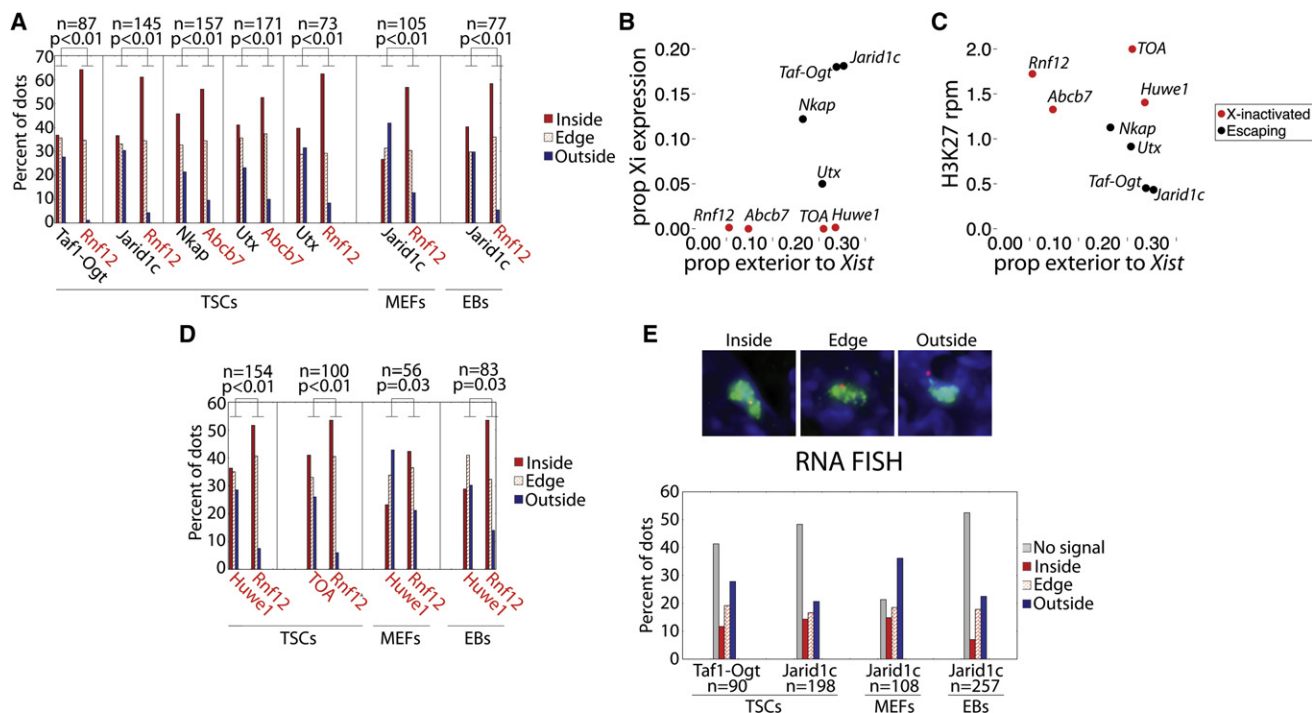 A
n=87 n=145 n=157 n=171 n=73 n=105 n=77
p<0.01 p<0.01 p<0.01 p<0.01 p<0.01 p<0.01 p<0.01
Percent of dots
70
60
50
40
30
20
10
0
Inside
Edge
Outside
Taf1-Ogt Rnf12 Jarid1c Rnf12 Nkap Abcb7 Utx Abcb7 Utx Rnf12 Jarid1c Rnf12 Jarid1c Rnf12
TSCs MEFs EBs
B
prop Xi expression
0.20
0.15
0.10
0.05
0.00
Taf-Ogt Jarid1c
Nkap
Utx
Rnf12 Abcb7 TOA Huwe1
0.00 0.10 0.20 0.30
prop exterior to Xist
C
H3K27 rpm
2.0
1.5
1.0
0.5
0.0
TOA
Rnf12
Huwe1
Abcb7
Nkap
Utx
Taf-Ogt
Jarid1c
0.00 0.10 0.20 0.30
prop exterior to Xist
X-inactivated
Escaping
D
n=154 n=100 n=56 n=83
p<0.01 p<0.01 p=0.03 p=0.03
Percent of dots
60
50
40
30
20
10
0
Inside
Edge
Outside
Huwe1 Rnf12 TOA Rnf12 Huwe1 Rnf12 Huwe1 Rnf12
TSCs MEFs EBs
E
Inside Edge Outside
RNA FISH
Percent of dots
60
50
40
30
20
10
0
No signal
Inside
Edge
Outside
Taf1-Ogt Jarid1c Jarid1c Jarid1c
n=90 n=198 n=108 n=257
TSCs MEFs EBs